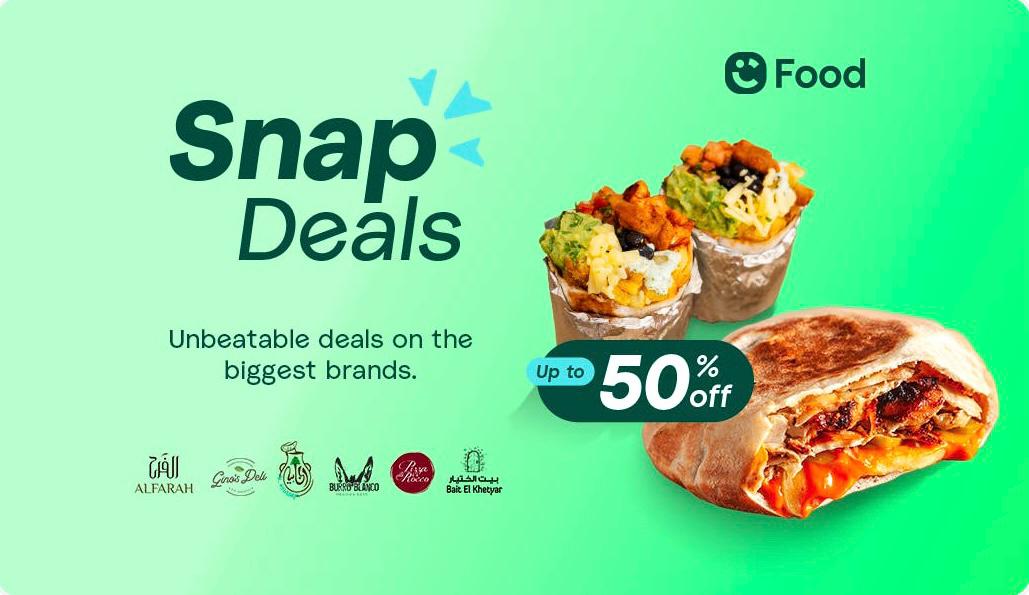 Food
Snap
Deals
Unbeatable deals on the
biggest brands.
Up to 50% off
ALFARAH
Gino's Deli
BURRO BLANCO
Pizza
di Rocco
بيت الختيار
Bait El Khetyar